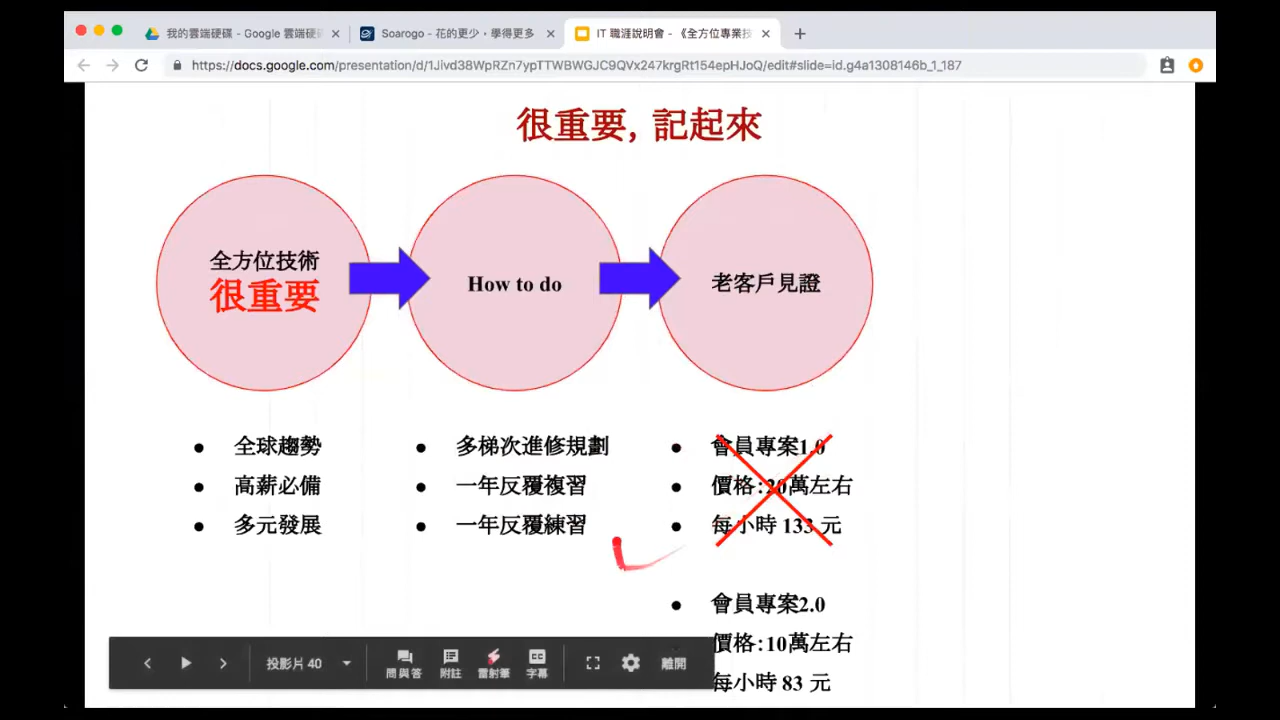 我的雲端硬碟 - Google 雲端硬碟
Soarogo - 花的更少，學得更多
IT 職涯說明會 - 《全方位專業技
https://docs.google.com/presentation/d/1Jivd38WpRZn7ypTTWBWGJC9QVx247krgRt154epHJoQ/edit#slide=id.g4a1308146b_1_187
很重要，記起來
全方位技術
很重要
How to do
老客戶見證
● 全球趨勢
● 高薪必備
● 多元發展
● 多梯次進修規劃
● 一年反覆複習
● 一年反覆練習
● 會員專案1.0
● 價格:20萬左右
● 每小時 133 元
● 會員專案2.0
價格:10萬左右
每小時 83 元
投影片 40
問與答
附註
雷射筆
字幕
離開